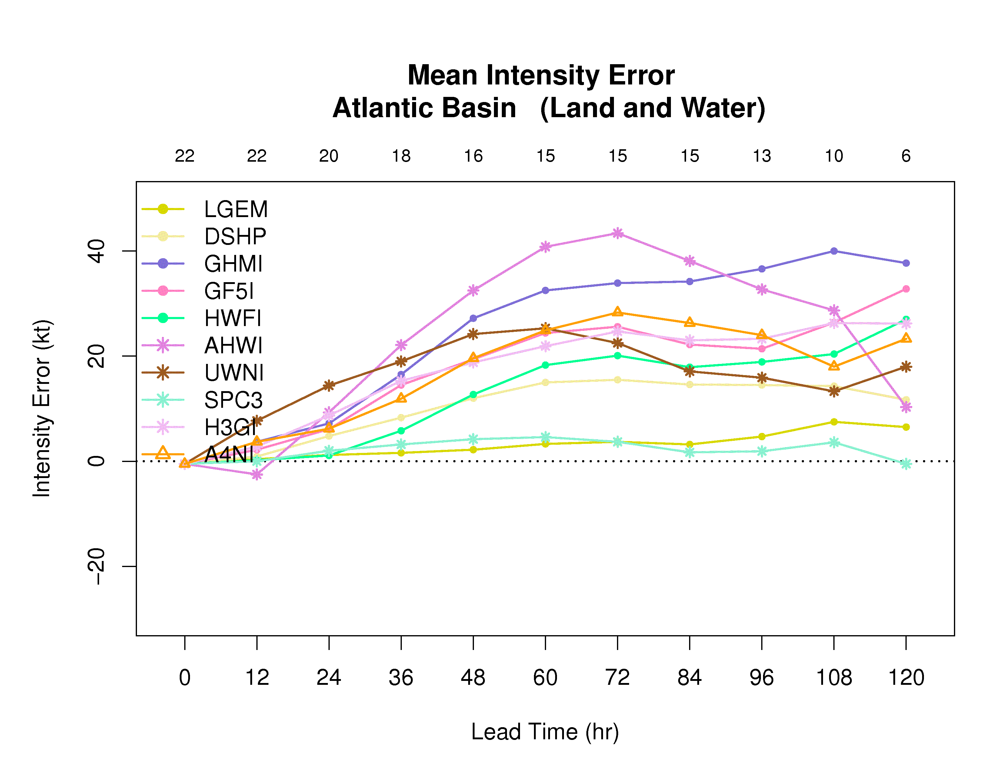 Mean Intensity Error
Atlantic Basin (Land and Water)
22 22 20 18 16 15 15 15 13 10 6
LGEM
DSHP
GHMI
GF5I
HWFI
AHWI
UWNI
SPC3
H3GI
A4NI
40
20
0
−20
Intensity Error (kt)
0 12 24 36 48 60 72 84 96 108 120
Lead Time (hr)